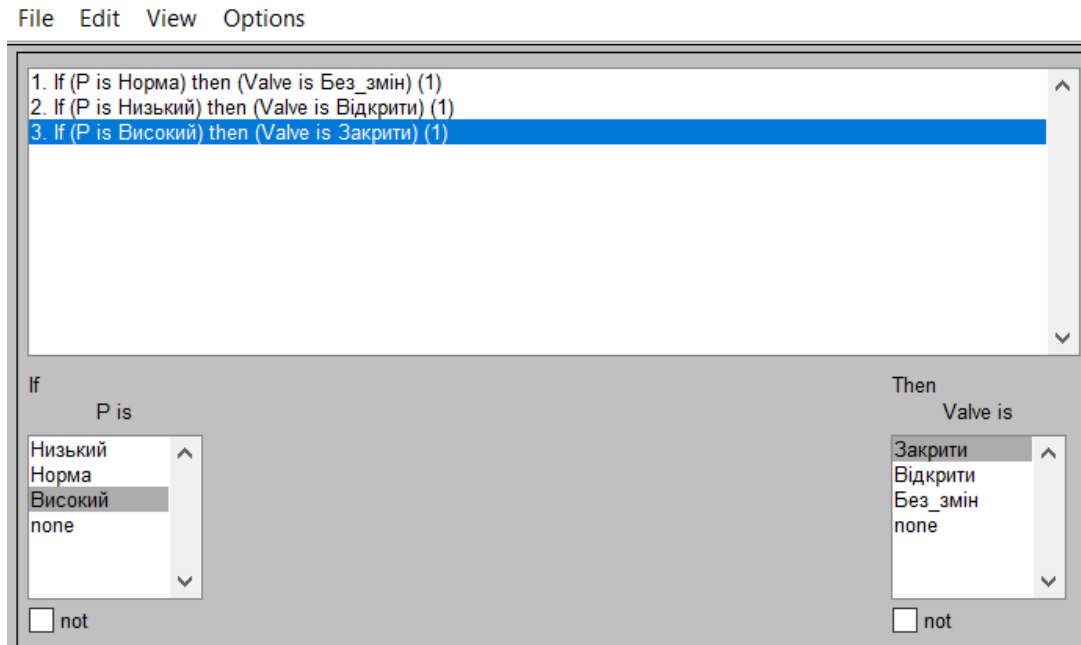 File Edit View Options
1. If (P is Норма) then (Valve is Без_змін) (1)
2. If (P is Низький) then (Valve is Відкрити) (1)
3. If (P is Високий) then (Valve is Закрити) (1)
If
P is
Низький
Норма
Високий
none
not
Then
Valve is
Закрити
Відкрити
Без_змін
none
not